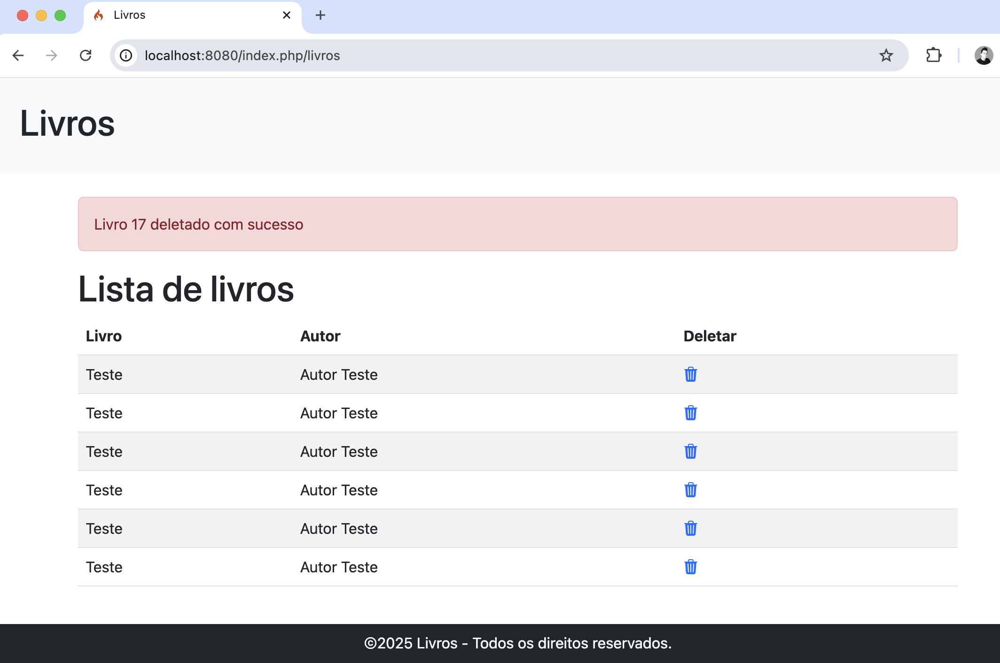 Livros
localhost:8080/index.php/livros
Livros
Livro 17 deletado com sucesso
Lista de livros
Livro Autor Deletar
Teste Autor Teste
Teste Autor Teste
Teste Autor Teste
Teste Autor Teste
Teste Autor Teste
Teste Autor Teste
©2025 Livros - Todos os direitos reservados.